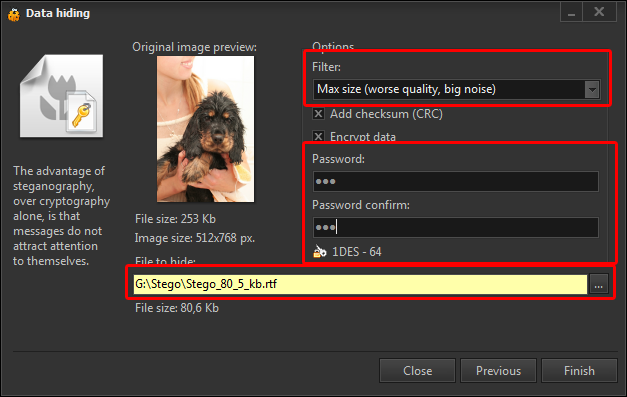 Data hiding
Original image preview:
Options
Filter:
Max size (worse quality, big noise)
Add checksum (CRC)
Encrypt data
Password:
Password confirm:
1DES - 64
The advantage of
steganography,
over cryptography
alone, is that
messages do not
attract attention
to themselves.
File size: 253 Kb
Image size: 512x768 px.
File to hide:
G:\Stego\Stego_80_5_kb.rtf
...
File size: 80,6 Kb
Close
Previous
Finish